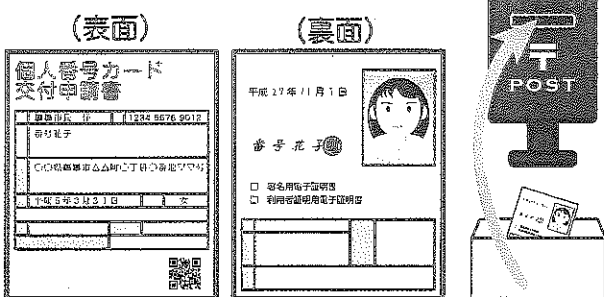 (表面)
個人番号カード
交付申請書
1234 5678 9012
番号花子
平成5年3月31日 女
(裏面)
平成27年11月1日
番号花子
□ 署名用電子証明書
□ 利用者証明用電子証明書
〒
POST